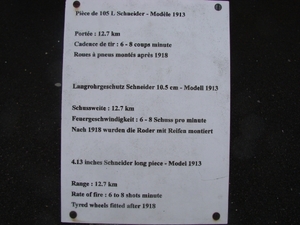 Pièce de 105 L Schneider - Modèle 1913
Portée : 12.7 km
Cadence de tir : 6 - 8 coups minute
Roues à pneus montés après 1918
Langrohrgeschutz Schneider 10.5 cm - Modell 1913
Schussweite : 12.7 km
Feuergeschwindigkeit : 6 - 8 Schuss pro minute
Nach 1918 wurden die Roder mit Reifen montiert
4.13 inches Schneider long piece - Model 1913
Range : 12.7 km
Rate of fire : 6 to 8 shots minute
Tyred wheels fitted after 1918